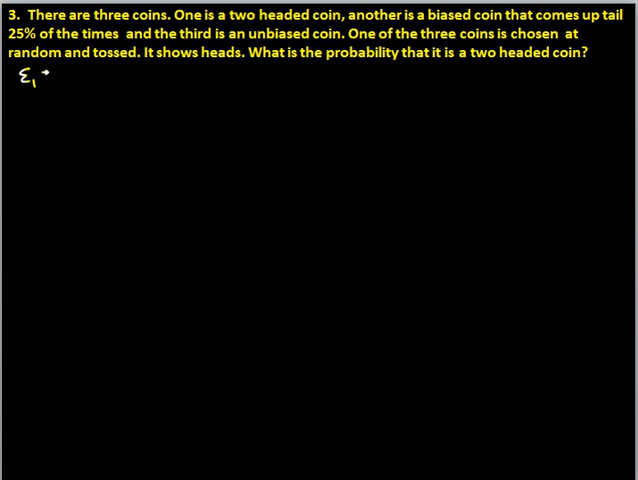 3. There are three coins. One is a two headed coin, another is a biased coin that comes up tail
25% of the times and the third is an unbiased coin. One of the three coins is chosen at
random and tossed. It shows heads. What is the probability that it is a two headed coin?
E₁ →